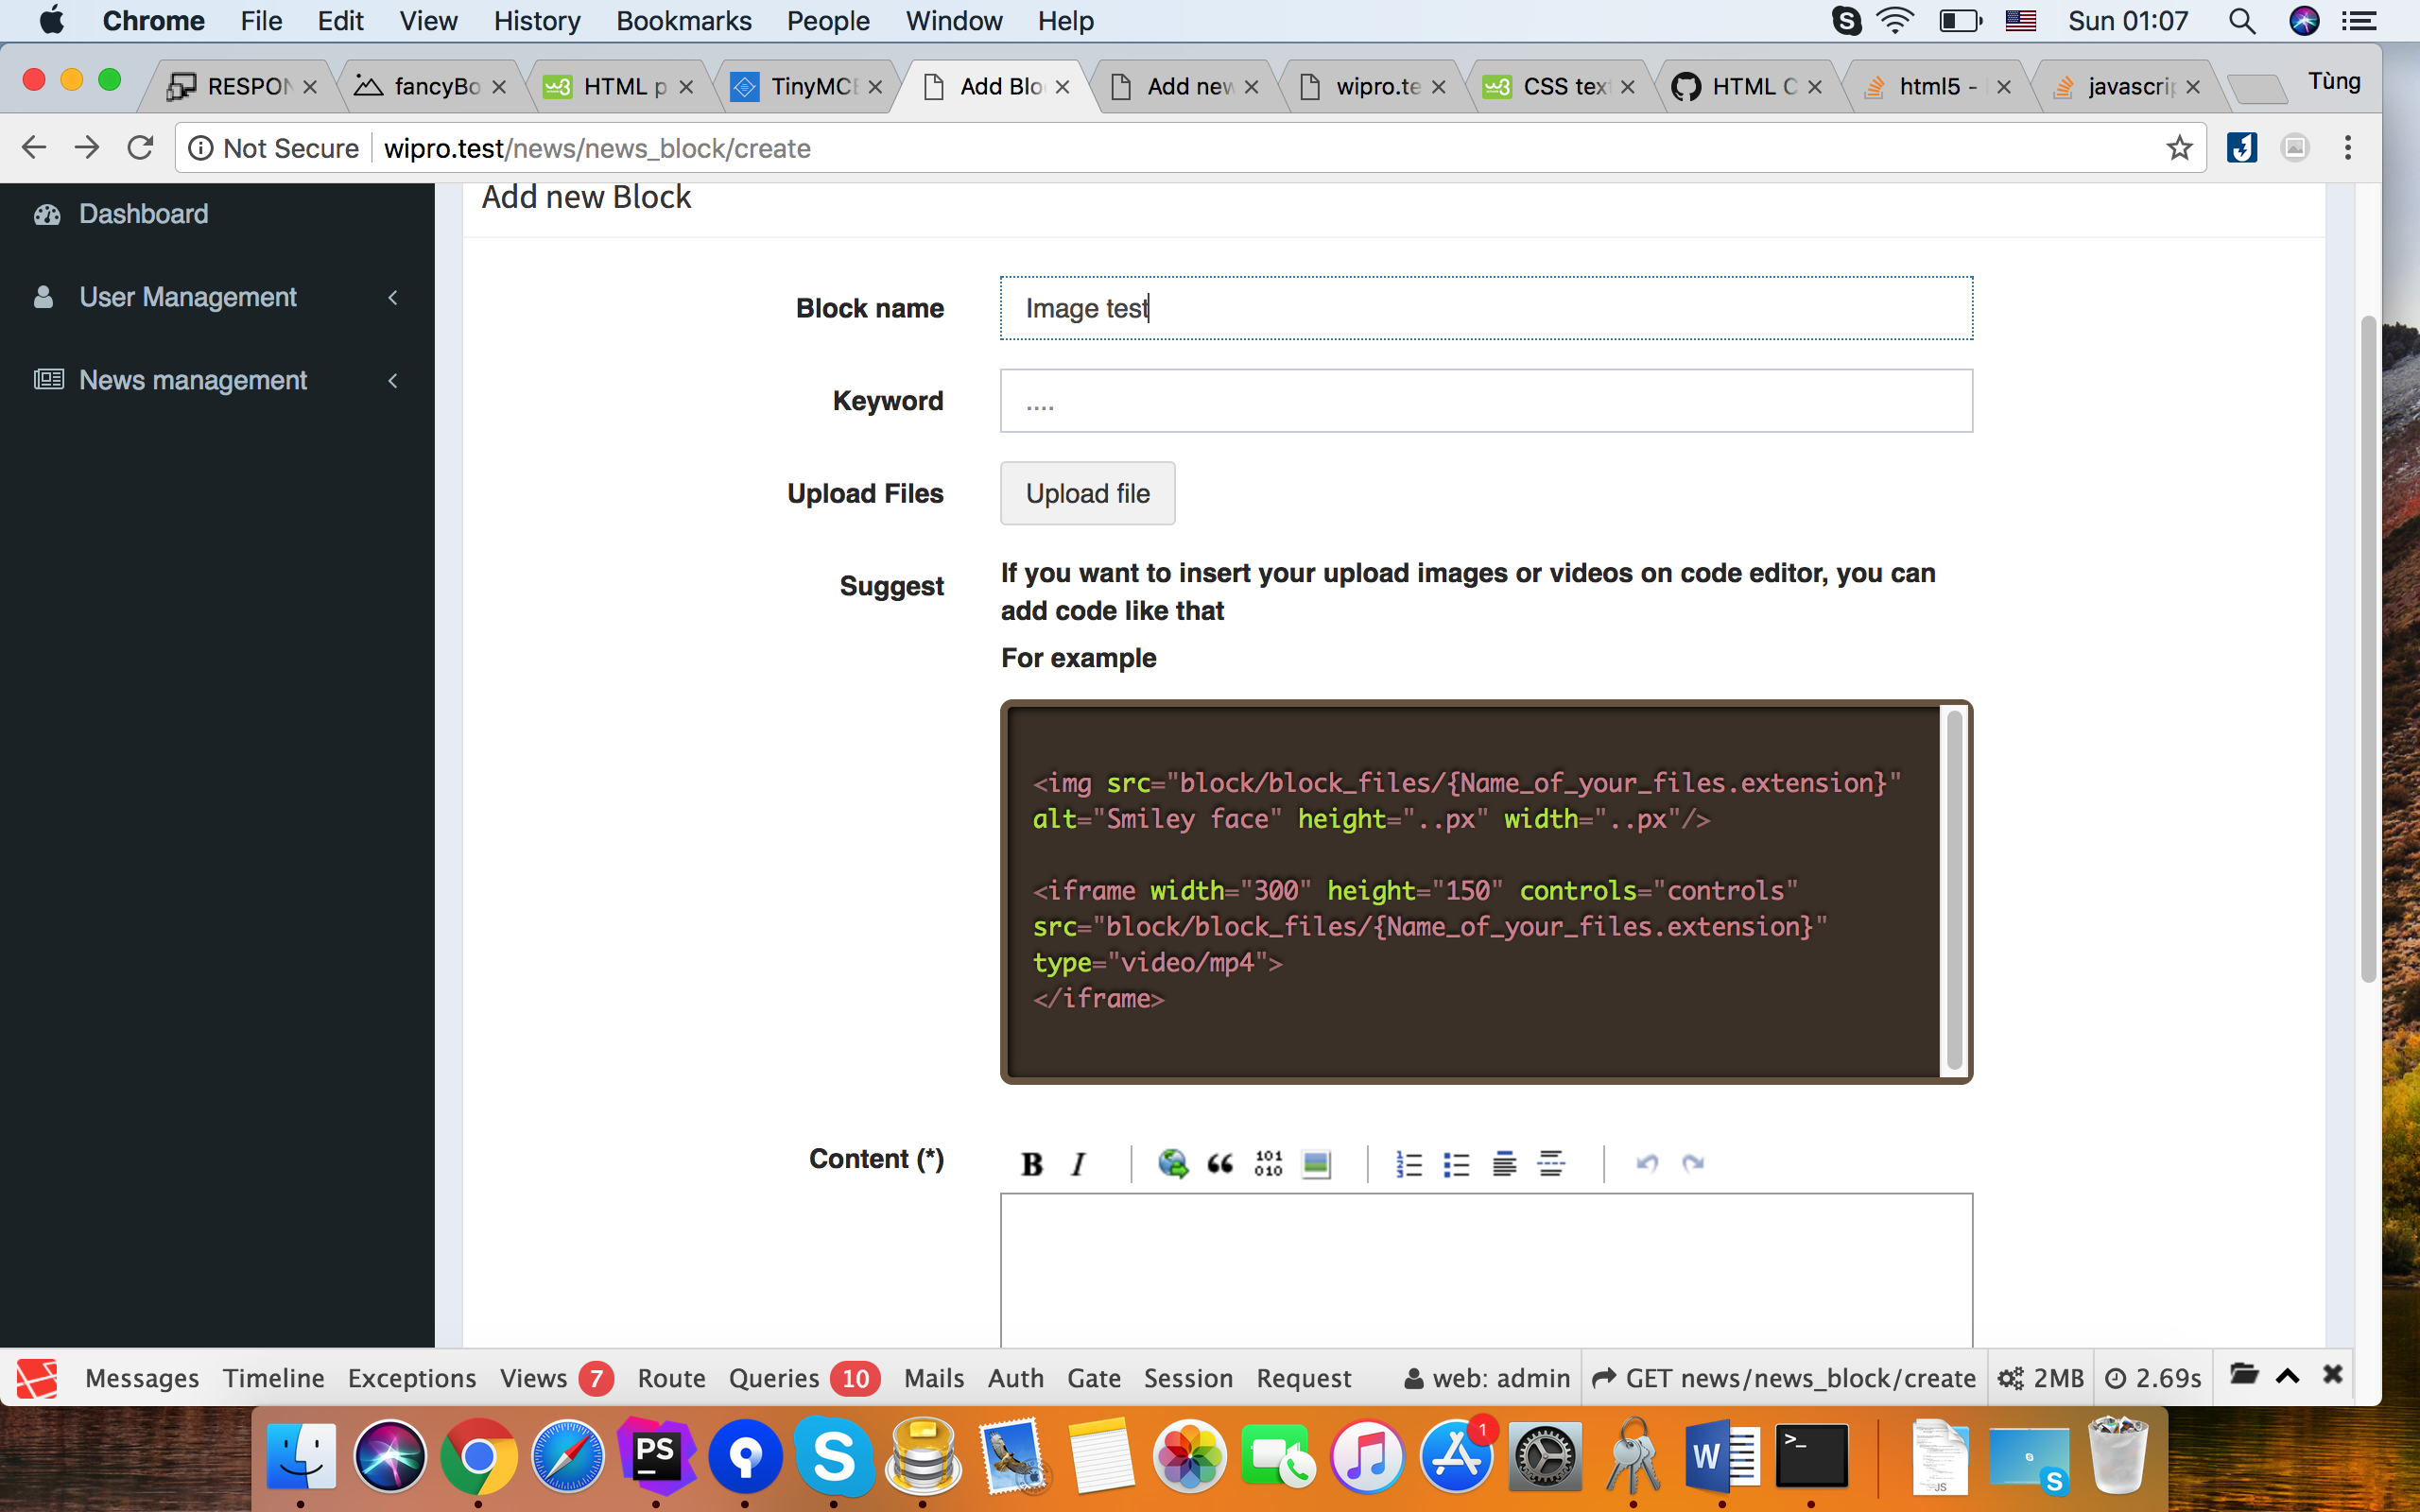 Chrome File Edit View History Bookmarks People Window Help Sun 01:07
RESPON fancyBo HTML p TinyMCE Add Blo Add new wipro.te CSS tex HTML C html5 - javascrip Tùng
Not Secure wipro.test/news/news_block/create
Dashboard
User Management
News management
Add new Block
Block name Image test
Keyword ....
Upload Files Upload file
Suggest If you want to insert your upload images or videos on code editor, you can
add code like that
For example
<img src="block/block_files/{Name_of_your_files.extension}"
alt="Smiley face" height="..px" width="..px"/>
<iframe width="300" height="150" controls="controls"
src="block/block_files/{Name_of_your_files.extension}"
type="video/mp4">
</iframe>
Content (*) B I 101
010
Messages Timeline Exceptions Views 7 Route Queries 10 Mails Auth Gate Session Request web: admin GET news/news_block/create 2MB 2.69s
PS S 1 W >_ JS S